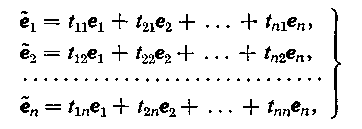 ẽ₁ = t₁₁e₁ + t₂₁e₂ + ... + tₙ₁eₙ,
ẽ₂ = t₁₂e₁ + t₂₂e₂ + ... + tₙ₂eₙ,
. . . . . . . . . . . . . . . . . . . . . . . . . . . .
ẽₙ = t₁ₙe₁ + t₂ₙe₂ + ... + tₙₙeₙ,